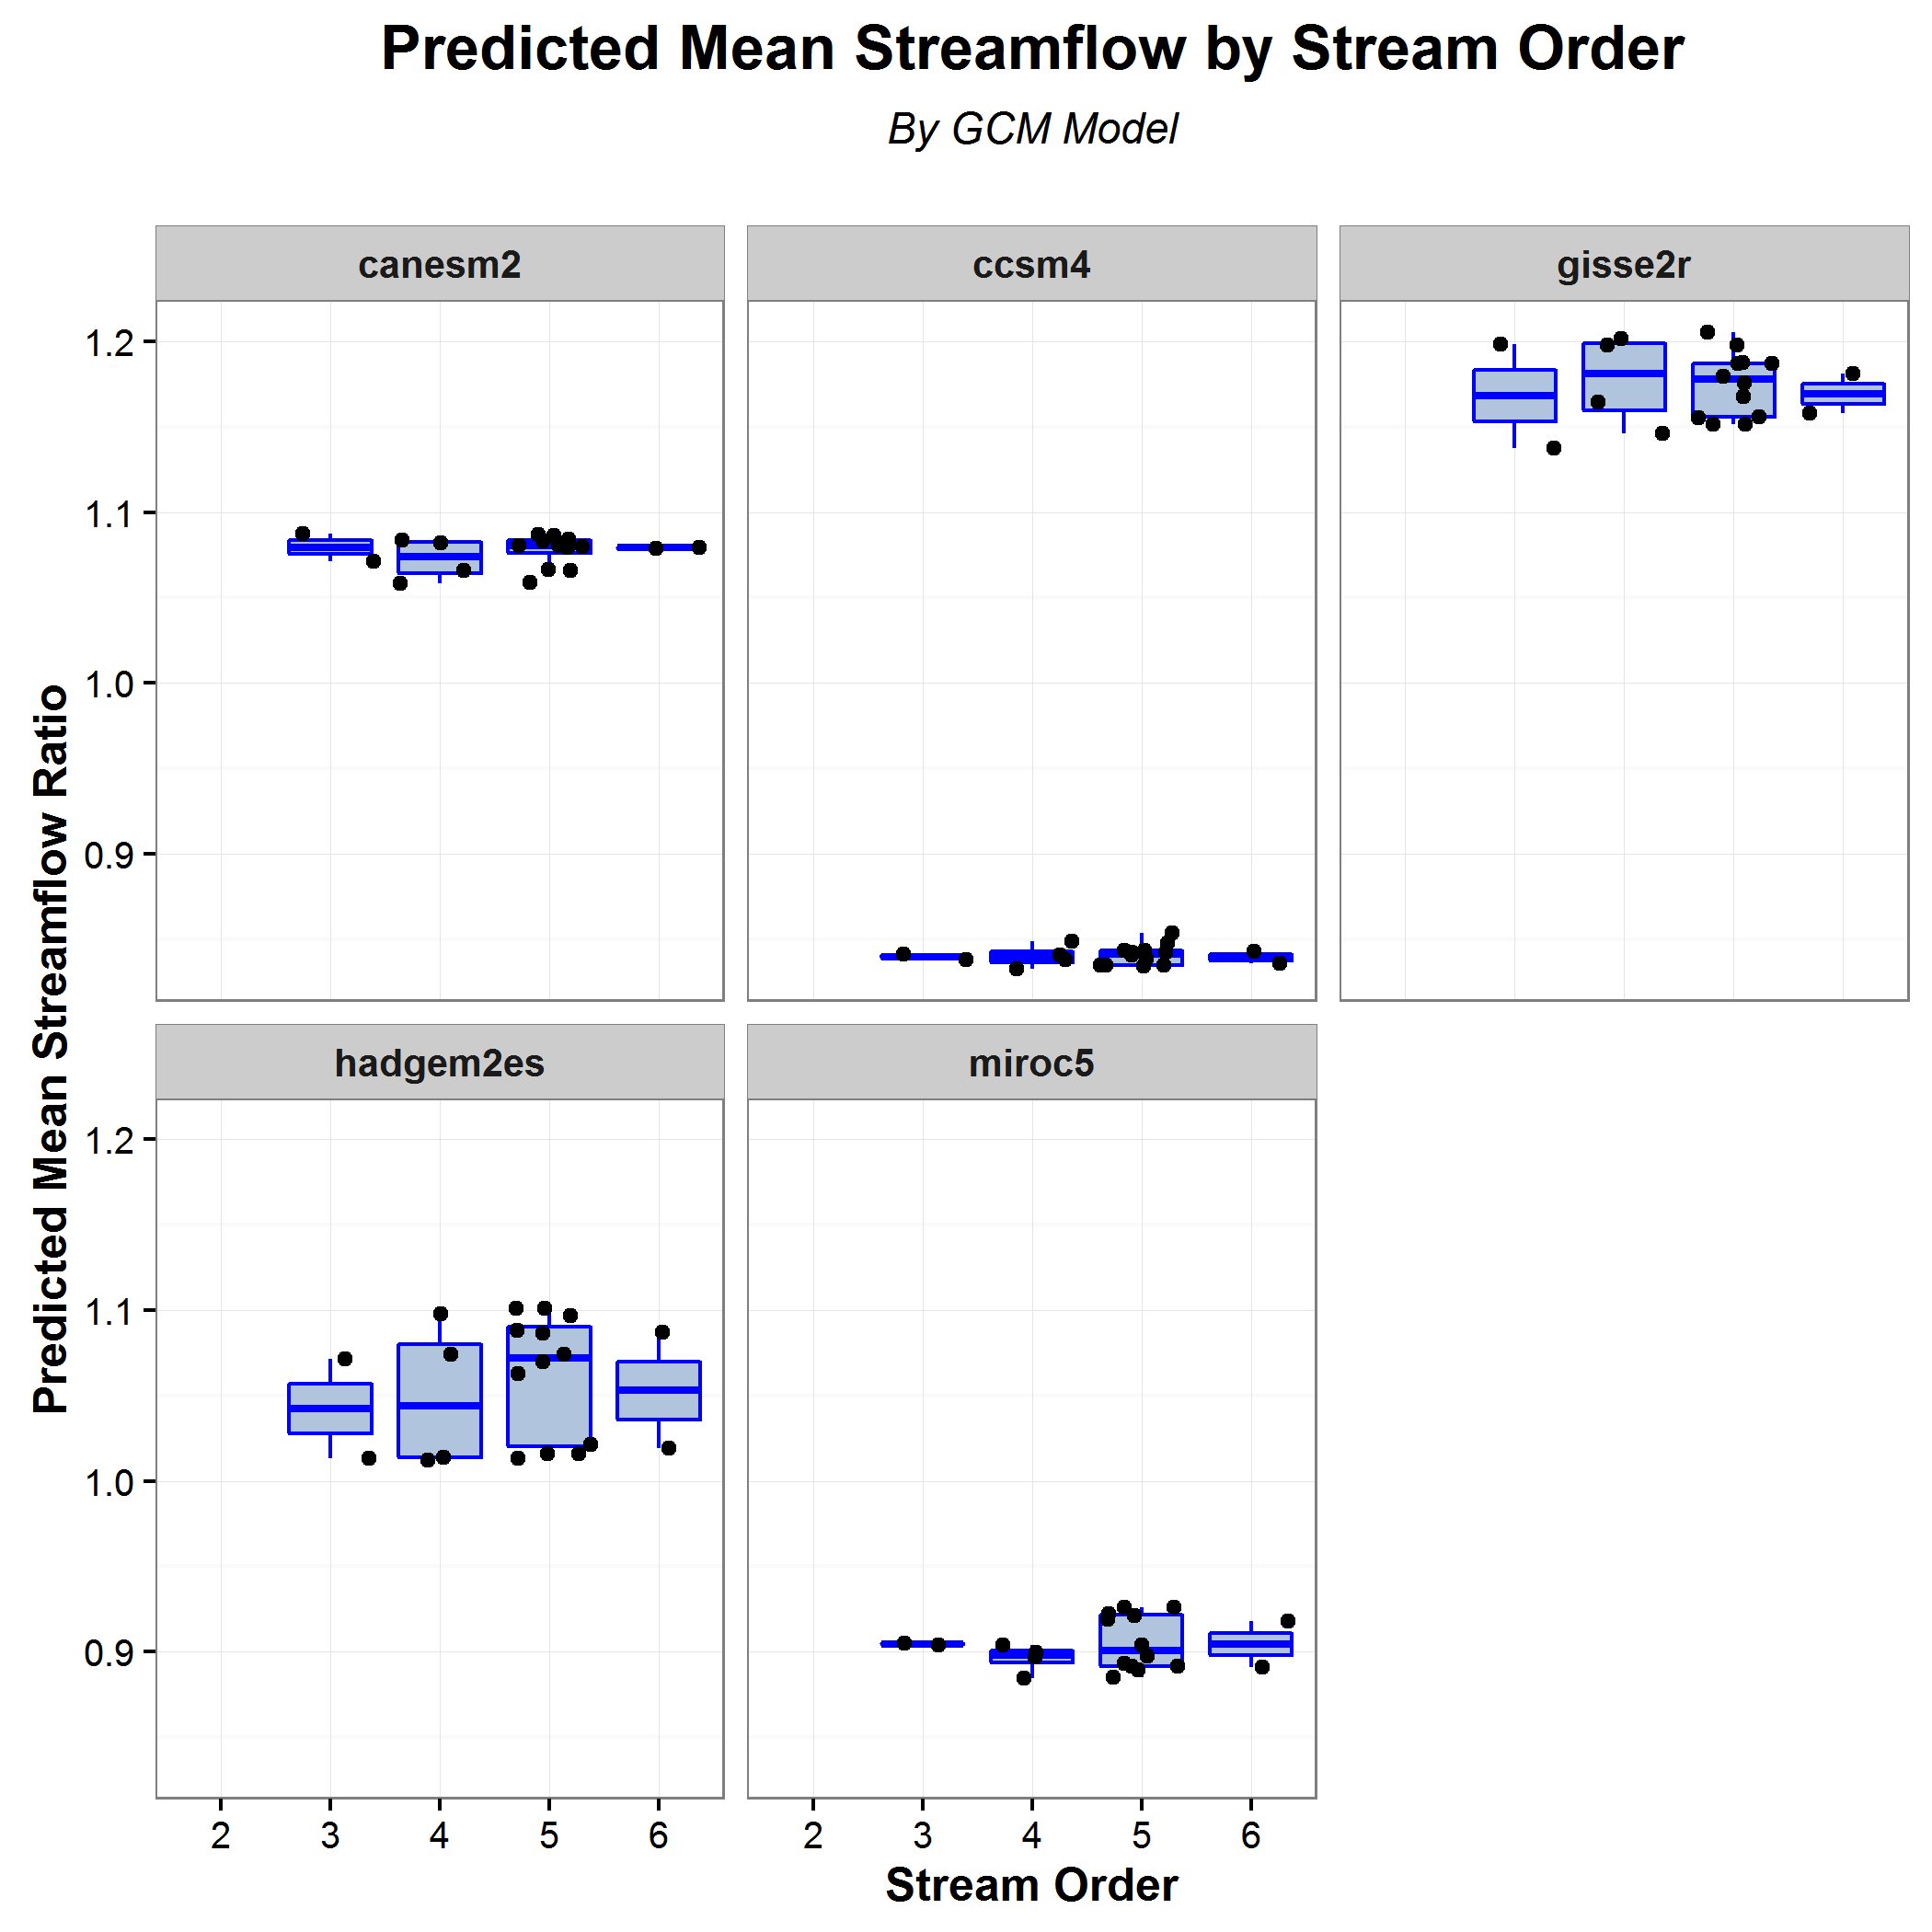 Predicted Mean Streamflow by Stream Order
By GCM Model
canesm2
ccsm4
gisse2r
1.2
1.1
1.0
0.9
Predicted Mean Streamflow Ratio
hadgem2es
miroc5
1.2
1.1
1.0
0.9
2 3 4 5 6
2 3 4 5 6
Stream Order